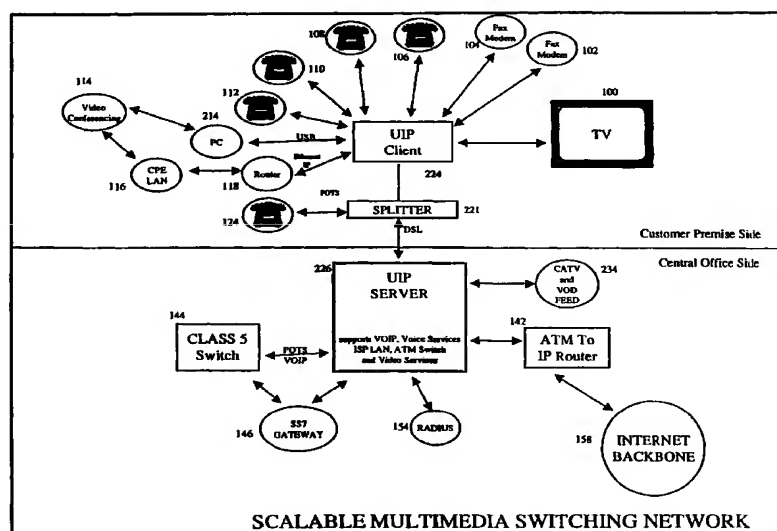 108
106
104
Fax
Modem
Fax
Modem
102
110
112
114
Video
Conferencing
214
PC
USB
UIP
Client
100
TV
Ethernet
IP
CPE
LAN
116
118
Router
224
POTS
124
SPLITTER
221
DSL
Customer Premise Side
Central Office Side
226
UIP
SERVER
234
CATV
and
VOD
FEED
144
CLASS 5
Switch
POTS
VOIP
supports VOIP, Voice Services
ISP LAN, ATM Switch
and Video Services
142
ATM To
IP Router
146
SS7
GATEWAY
154
RADIUS
158
INTERNET
BACKBONE
SCALABLE MULTIMEDIA SWITCHING NETWORK